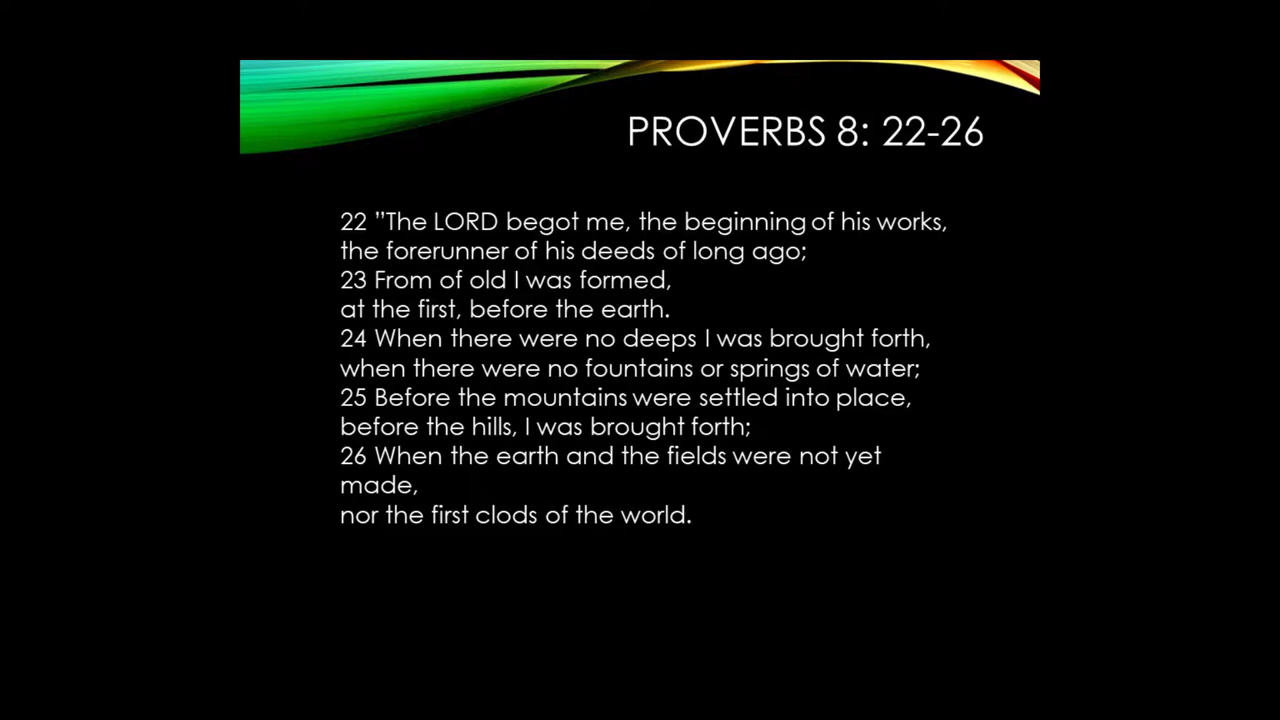 PROVERBS 8: 22-26
22 ”The LORD begot me, the beginning of his works,
the forerunner of his deeds of long ago;
23 From of old I was formed,
at the first, before the earth.
24 When there were no deeps I was brought forth,
when there were no fountains or springs of water;
25 Before the mountains were settled into place,
before the hills, I was brought forth;
26 When the earth and the fields were not yet
made,
nor the first clods of the world.